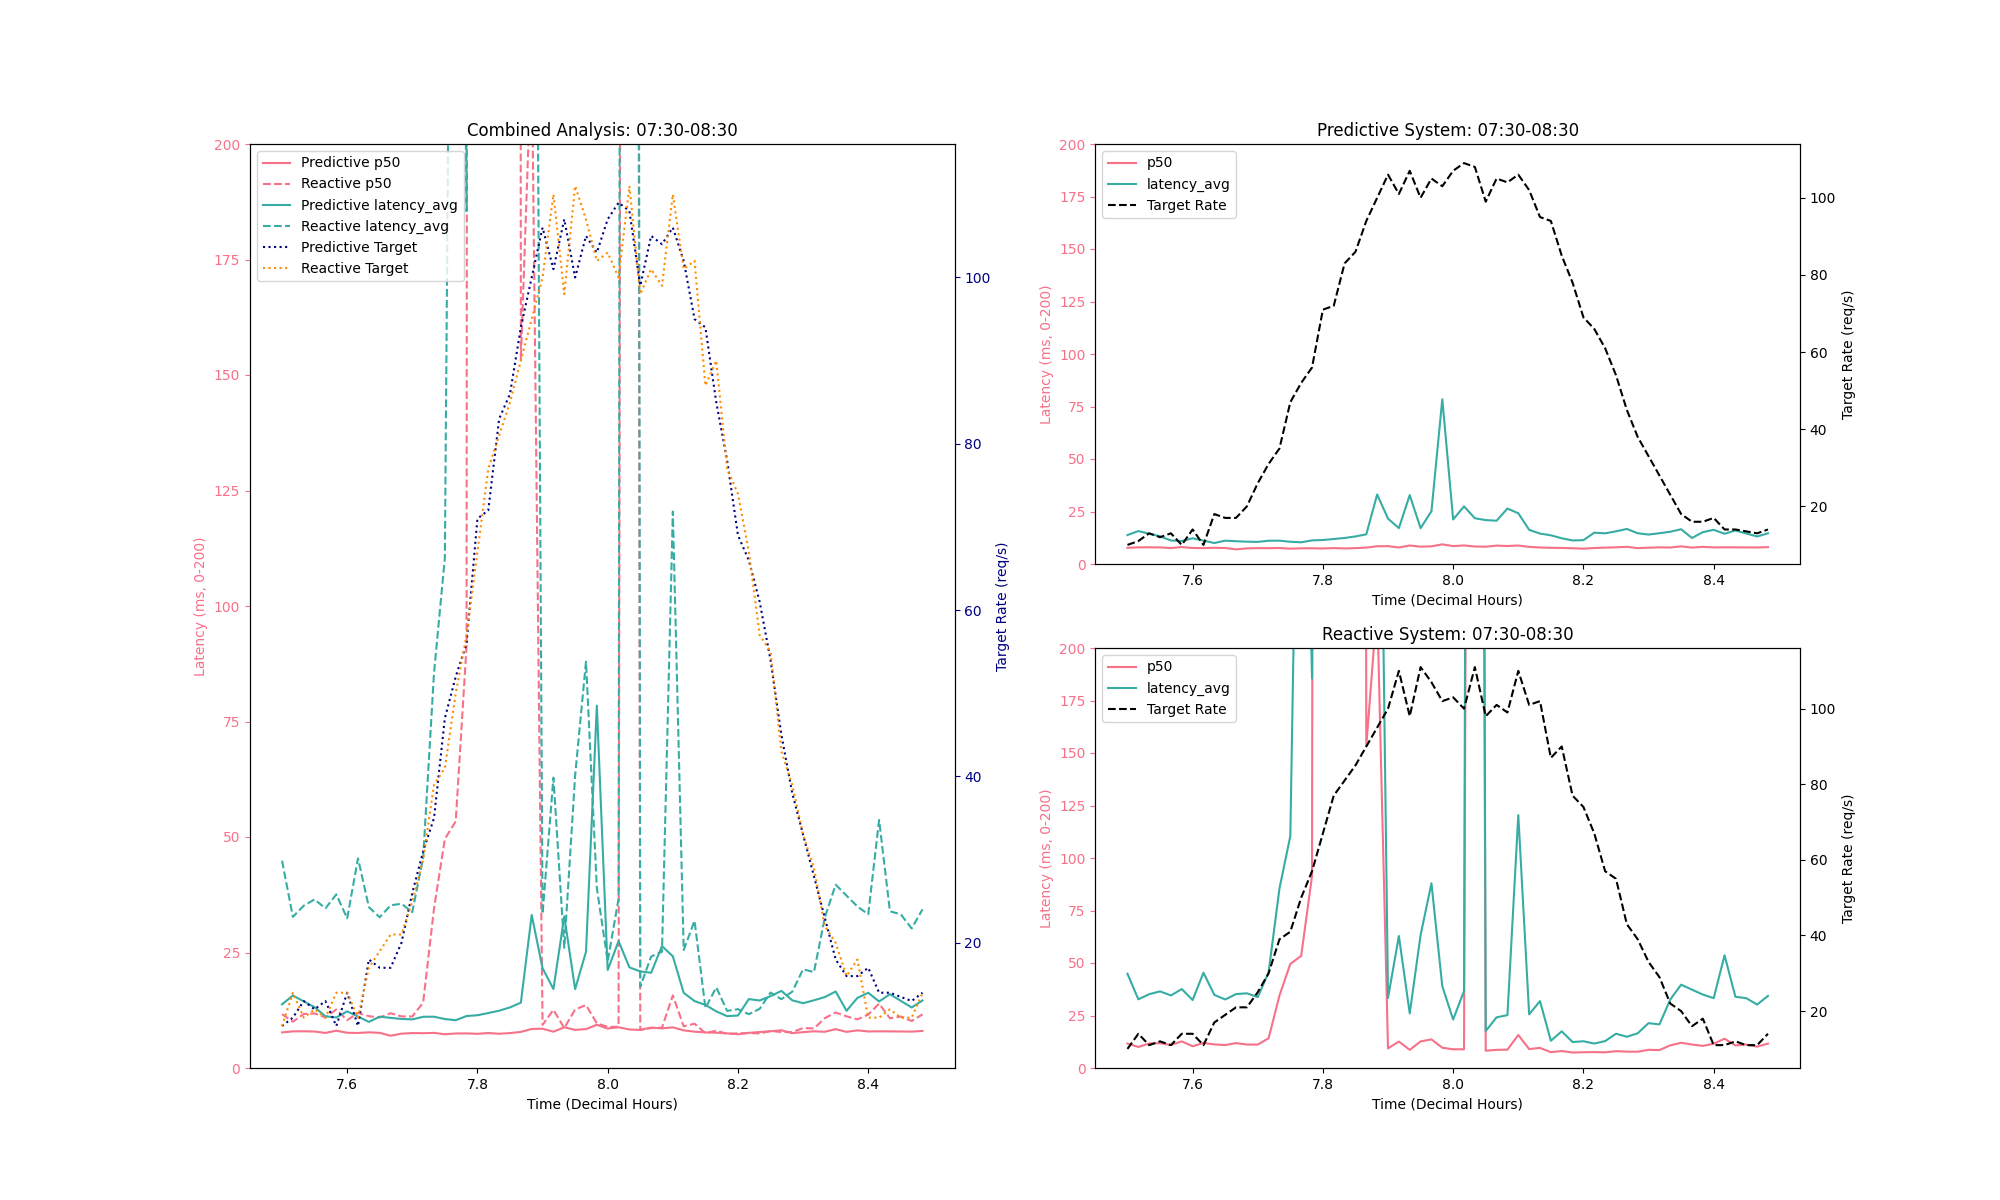 Combined Analysis: 07:30-08:30
Predictive p50
Reactive p50
Predictive latency_avg
Reactive latency_avg
Predictive Target
Reactive Target
200
175
150
125
100
75
50
25
0
Latency (ms, 0-200)
100
80
60
40
20
Target Rate (req/s)
7.6 7.8 8.0 8.2 8.4
Time (Decimal Hours)
Predictive System: 07:30-08:30
p50
latency_avg
Target Rate
200
175
150
125
100
75
50
25
0
Latency (ms, 0-200)
100
80
60
40
20
Target Rate (req/s)
7.6 7.8 8.0 8.2 8.4
Time (Decimal Hours)
Reactive System: 07:30-08:30
p50
latency_avg
Target Rate
200
175
150
125
100
75
50
25
0
Latency (ms, 0-200)
100
80
60
40
20
Target Rate (req/s)
7.6 7.8 8.0 8.2 8.4
Time (Decimal Hours)